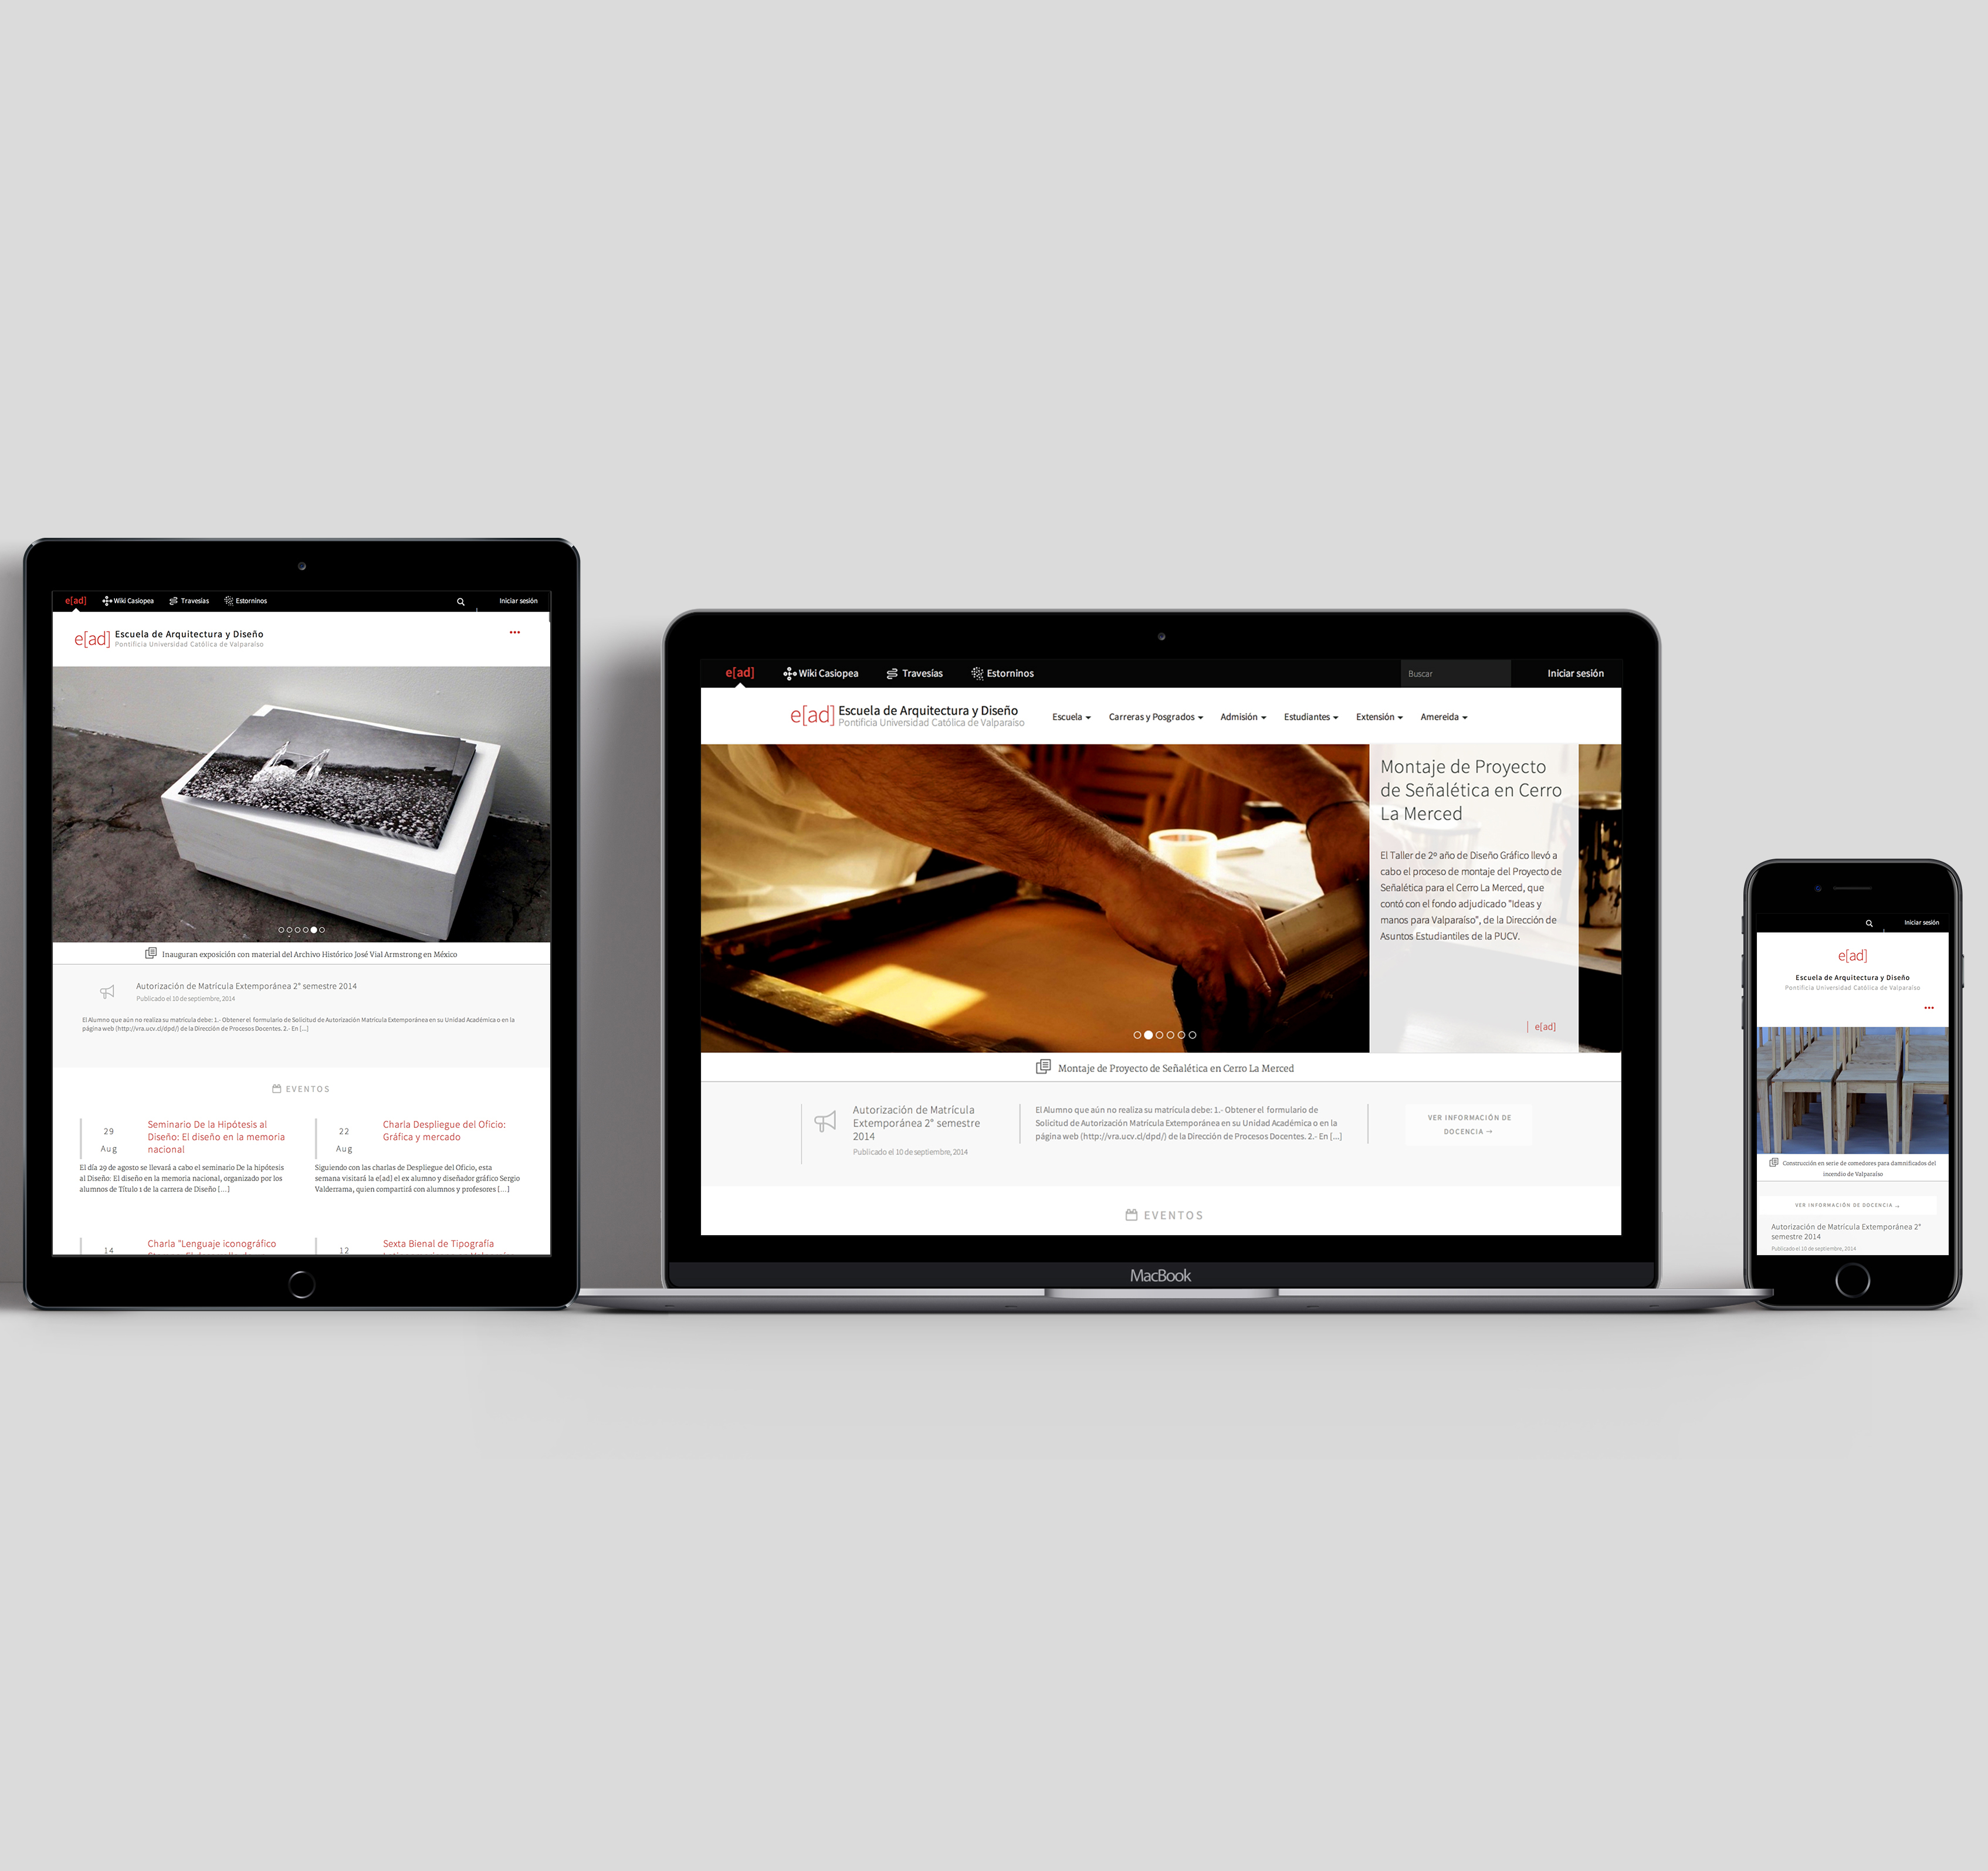 e[ad] Wiki Casiopea Travesías Estorninos Iniciar sesión
e[ad] Escuela de Arquitectura y Diseño
Pontificia Universidad Católica de Valparaíso
Inauguran exposición con material del Archivo Histórico José Vial Armstrong en México
Autorización de Matrícula Extemporánea 2° semestre 2014
Publicado el 10 de septiembre, 2014
El Alumno que aún no realiza su matrícula debe: 1.- Obtener el formulario de Solicitud de Autorización Matrícula Extemporánea en su Unidad Académica o en la
página web (http://vra.ucv.cl/dpd/) de la Dirección de Procesos Docentes. 2.- En [...]
EVENTOS
29
Aug
Seminario De la Hipótesis al
Diseño: El diseño en la memoria
nacional
El día 29 de agosto se llevará a cabo el seminario De la hipótesis
al Diseño: El diseño en la memoria nacional, organizado por los
alumnos de Título 1 de la carrera de Diseño [...]
22
Aug
Charla Despliegue del Oficio:
Gráfica y mercado
Siguiendo con las charlas de Despliegue del Oficio, esta
semana visitará la e[ad] el ex alumno y diseñador gráfico Sergio
Valderrama, quien compartirá con alumnos y profesores [...]
14
Charla "Lenguaje iconográfico
12
Sexta Bienal de Tipografía
e[ad] Wiki Casiopea Travesías Estorninos Buscar Iniciar sesión
e[ad] Escuela de Arquitectura y Diseño
Pontificia Universidad Católica de Valparaíso
Escuela Carreras y Posgrados Admisión Estudiantes Extensión Amereida
Montaje de Proyecto
de Señalética en Cerro
La Merced
El Taller de 2º año de Diseño Gráfico llevó a
cabo el proceso de montaje del Proyecto de
Señalética para el Cerro La Merced, que
contó con el fondo adjudicado "Ideas y
manos para Valparaíso", de la Dirección de
Asuntos Estudiantiles de la PUCV.
e[ad]
Montaje de Proyecto de Señalética en Cerro La Merced
Autorización de Matrícula
Extemporánea 2° semestre
2014
Publicado el 10 de septiembre, 2014
El Alumno que aún no realiza su matrícula debe: 1.- Obtener el formulario de
Solicitud de Autorización Matrícula Extemporánea en su Unidad Académica o en la
página web (http://vra.ucv.cl/dpd/) de la Dirección de Procesos Docentes. 2.- En [...]
VER INFORMACIÓN DE
DOCENCIA →
EVENTOS
MacBook
Iniciar sesión
e[ad]
Escuela de Arquitectura y Diseño
Pontificia Universidad Católica de Valparaíso
Construcción en serie de comedores para damnificados del
incendio de Valparaíso
VER INFORMACIÓN DE DOCENCIA →
Autorización de Matrícula Extemporánea 2°
semestre 2014
Publicado el 10 de septiembre, 2014